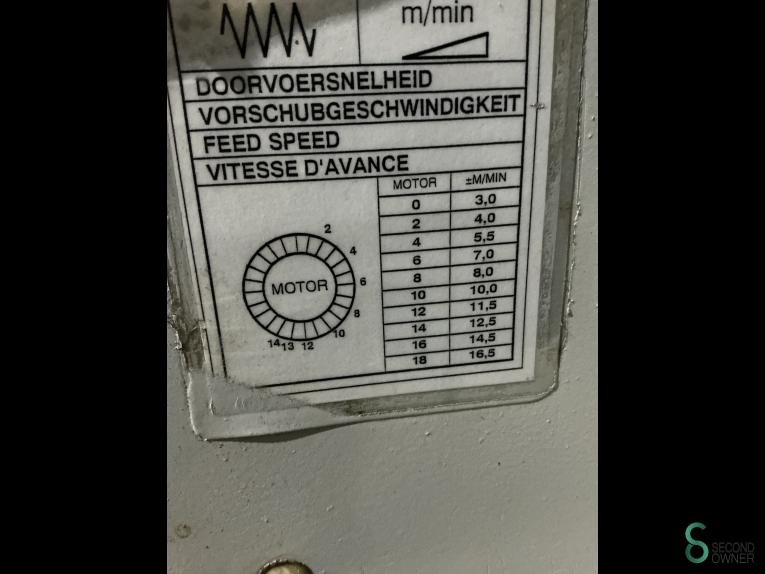 m/min
DOORVOERSNELHEID
VORSCHUBGESCHWINDIGKEIT
FEED SPEED
VITESSE D'AVANCE
MOTOR ±M/MIN
0 3,0
2 4,0
4 5,5
6 7,0
8 8,0
10 10,0
12 11,5
14 12,5
16 14,5
18 16,5
2
4
6
8
10
12
13
14
MOTOR
SECOND
OWNER